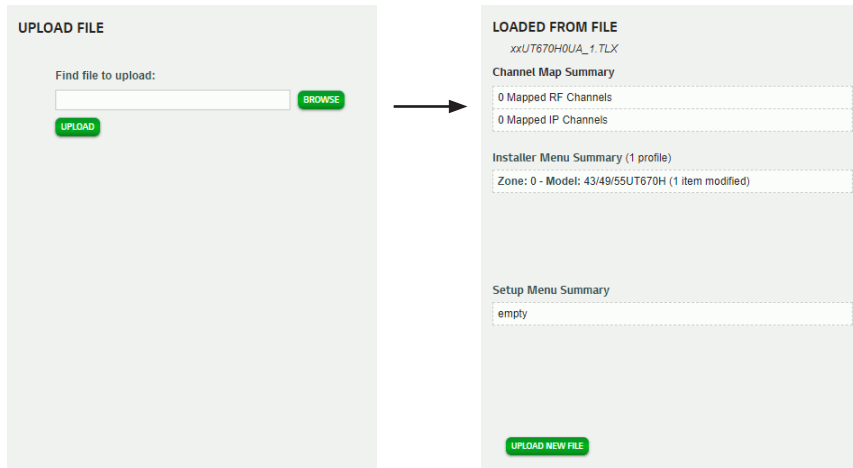 UPLOAD FILE
Find file to upload:
BROWSE
UPLOAD
LOADED FROM FILE
xxUT670H0UA_1.TLX
Channel Map Summary
0 Mapped RF Channels
0 Mapped IP Channels
Installer Menu Summary (1 profile)
Zone: 0 - Model: 43/49/55UT670H (1 item modified)
Setup Menu Summary
empty
UPLOAD NEW FILE